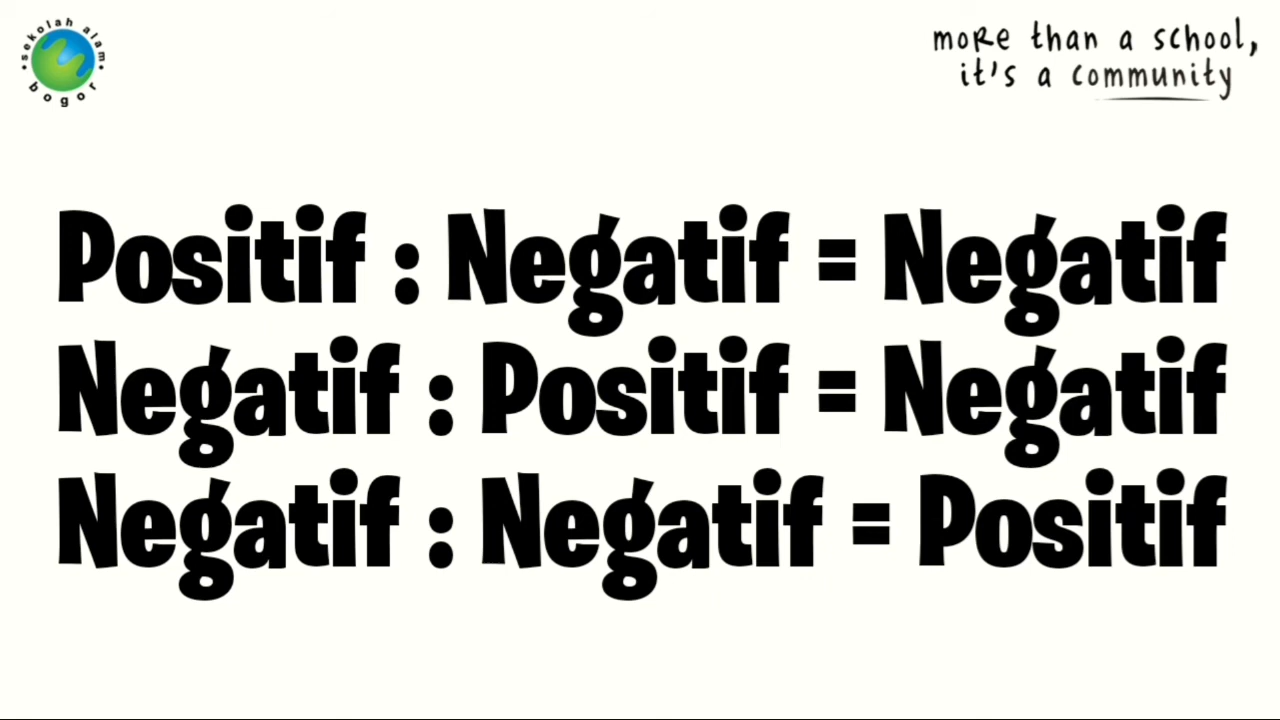 sekolah alam
bogor
more than a school,
it's a community
Positif : Negatif = Negatif
Negatif : Positif = Negatif
Negatif : Negatif = Positif